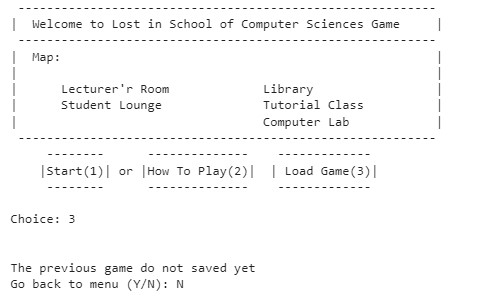 Welcome to Lost in School of Computer Sciences Game
Map:
Lecturer'r Room Library
Student Lounge Tutorial Class
Computer Lab
|Start(1)| or |How To Play(2)| | Load Game(3)|
Choice: 3
The previous game do not saved yet
Go back to menu (Y/N): N